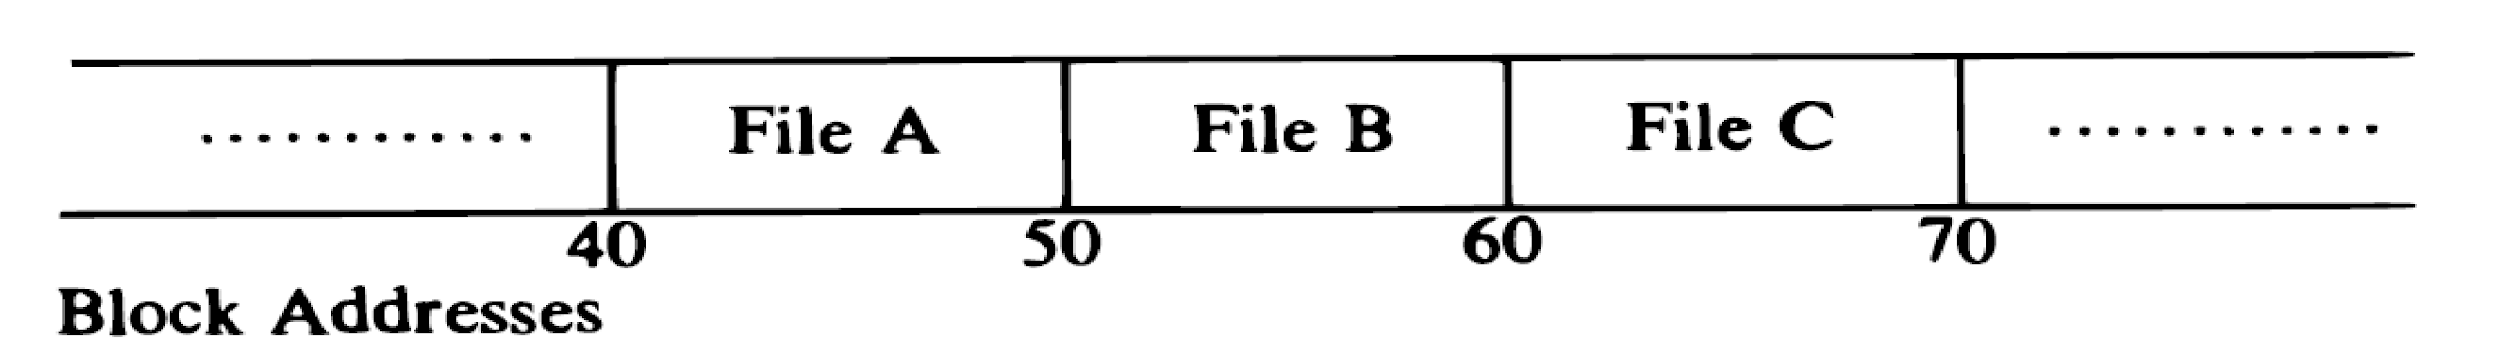 ............ File A File B File C ............
40 50 60 70
Block Addresses